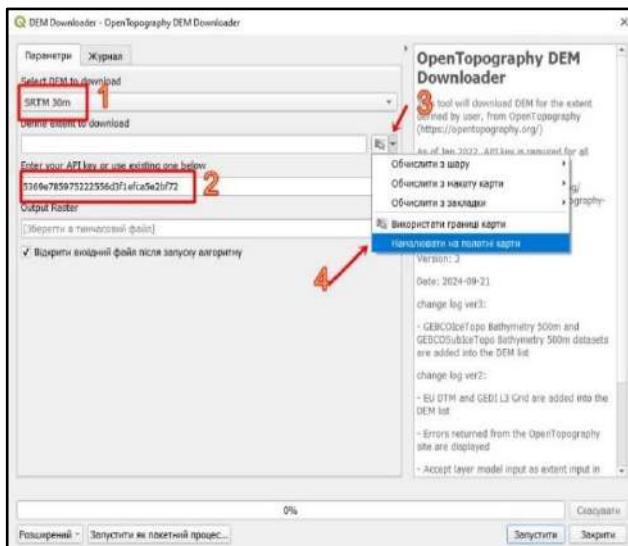 DEM Downloader - OpenTopography DEM Downloader
Параметри Журнал
Select DEM to download
1
SRTM 30m
Define extent to download
3
Enter your API key or use existing one below
5369e785975222556d3f1efca5e2bf72
2
Output Raster
[Зберегти в тимчасовий файл]
Відкрити вихідний файл після запуску алгоритму
Обчислити з шару
Обчислити з макету карти
Обчислити з закладки
Використати границі карти
Намалювати на полотні карти
4
OpenTopography DEM
Downloader
tool will download DEM for the extent
defined by user, from OpenTopography
(https://opentopography.org/)
As of Jan 2022, API key is required for all
Version: 3
Date: 2024-09-21
change log ver3:
- GEBCOIceTopo Bathymetry 500m and
GEBCOSubIceTopo Bathymetry 500m datasets
are added into the DEM list
change log ver2:
- EU DTM and GEDI L3 Grid are added into the
DEM list
- Errors returned from the OpenTopography
site are displayed
- Accept layer model input as extent input in
0%
Скасувати
Розширений
Запустити як пакетний процес...
Запустити
Закрити